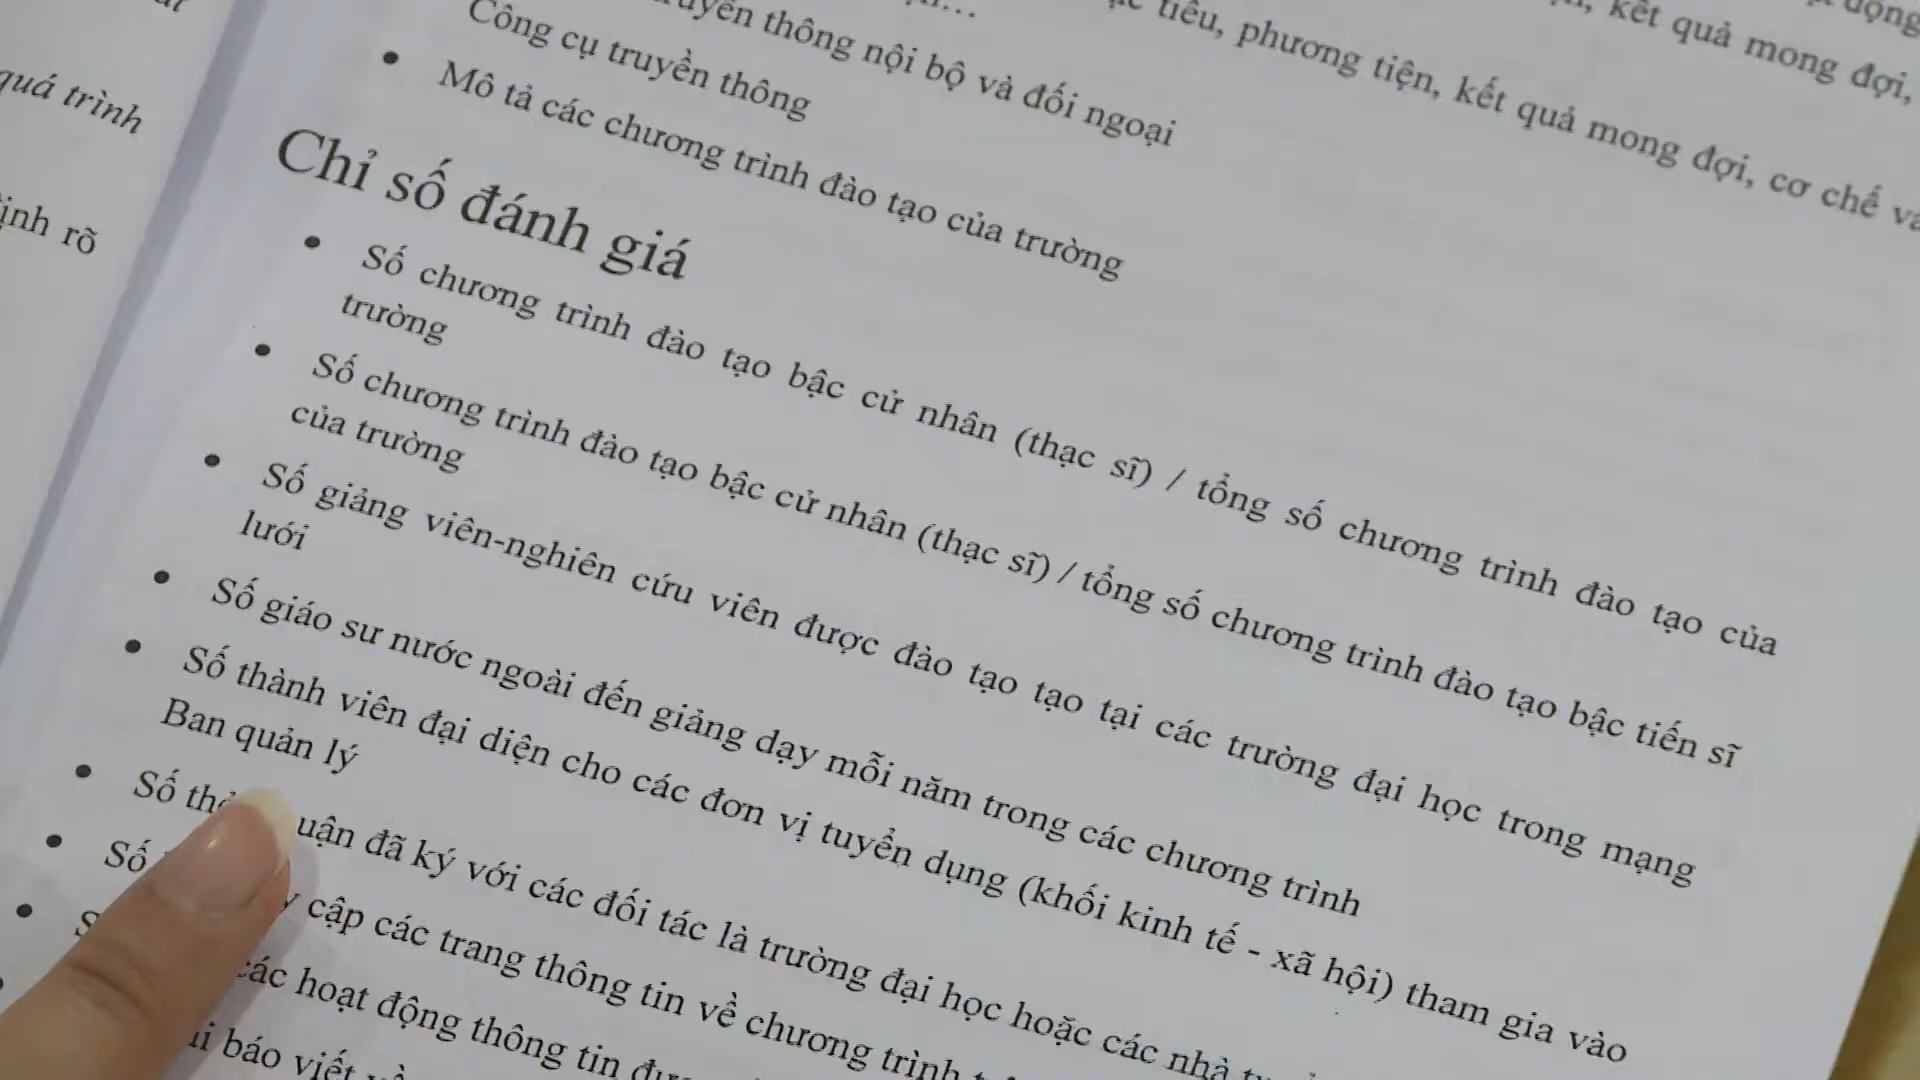 quá trình
rõ
kết quả mong đợi,
tiêu, phương tiện, kết quả mong đợi, cơ chế
thông nội bộ và đối ngoại
Công cụ truyền thông
• Mô tả các chương trình đào tạo của trường
Chỉ số đánh giá
• Số chương trình đào tạo bậc cử nhân (thạc sĩ) / tổng số chương trình đào tạo của
trường
• Số chương trình đào tạo bậc cử nhân (thạc sĩ) / tổng số chương trình đào tạo bậc tiến sĩ
của trường
• Số giảng viên-nghiên cứu viên được đào tạo tạo tại các trường đại học trong mạng
lưới
• Số giáo sư nước ngoài đến giảng dạy mỗi năm trong các chương trình
• Số thành viên đại diện cho các đơn vị tuyển dụng (khối kinh tế - xã hội) tham gia vào
Ban quản lý
• Số đã ký với các đối tác là trường đại học hoặc các nhà
• Số cập các trang thông tin về chương trình
• các hoạt động thông tin
báo viết về